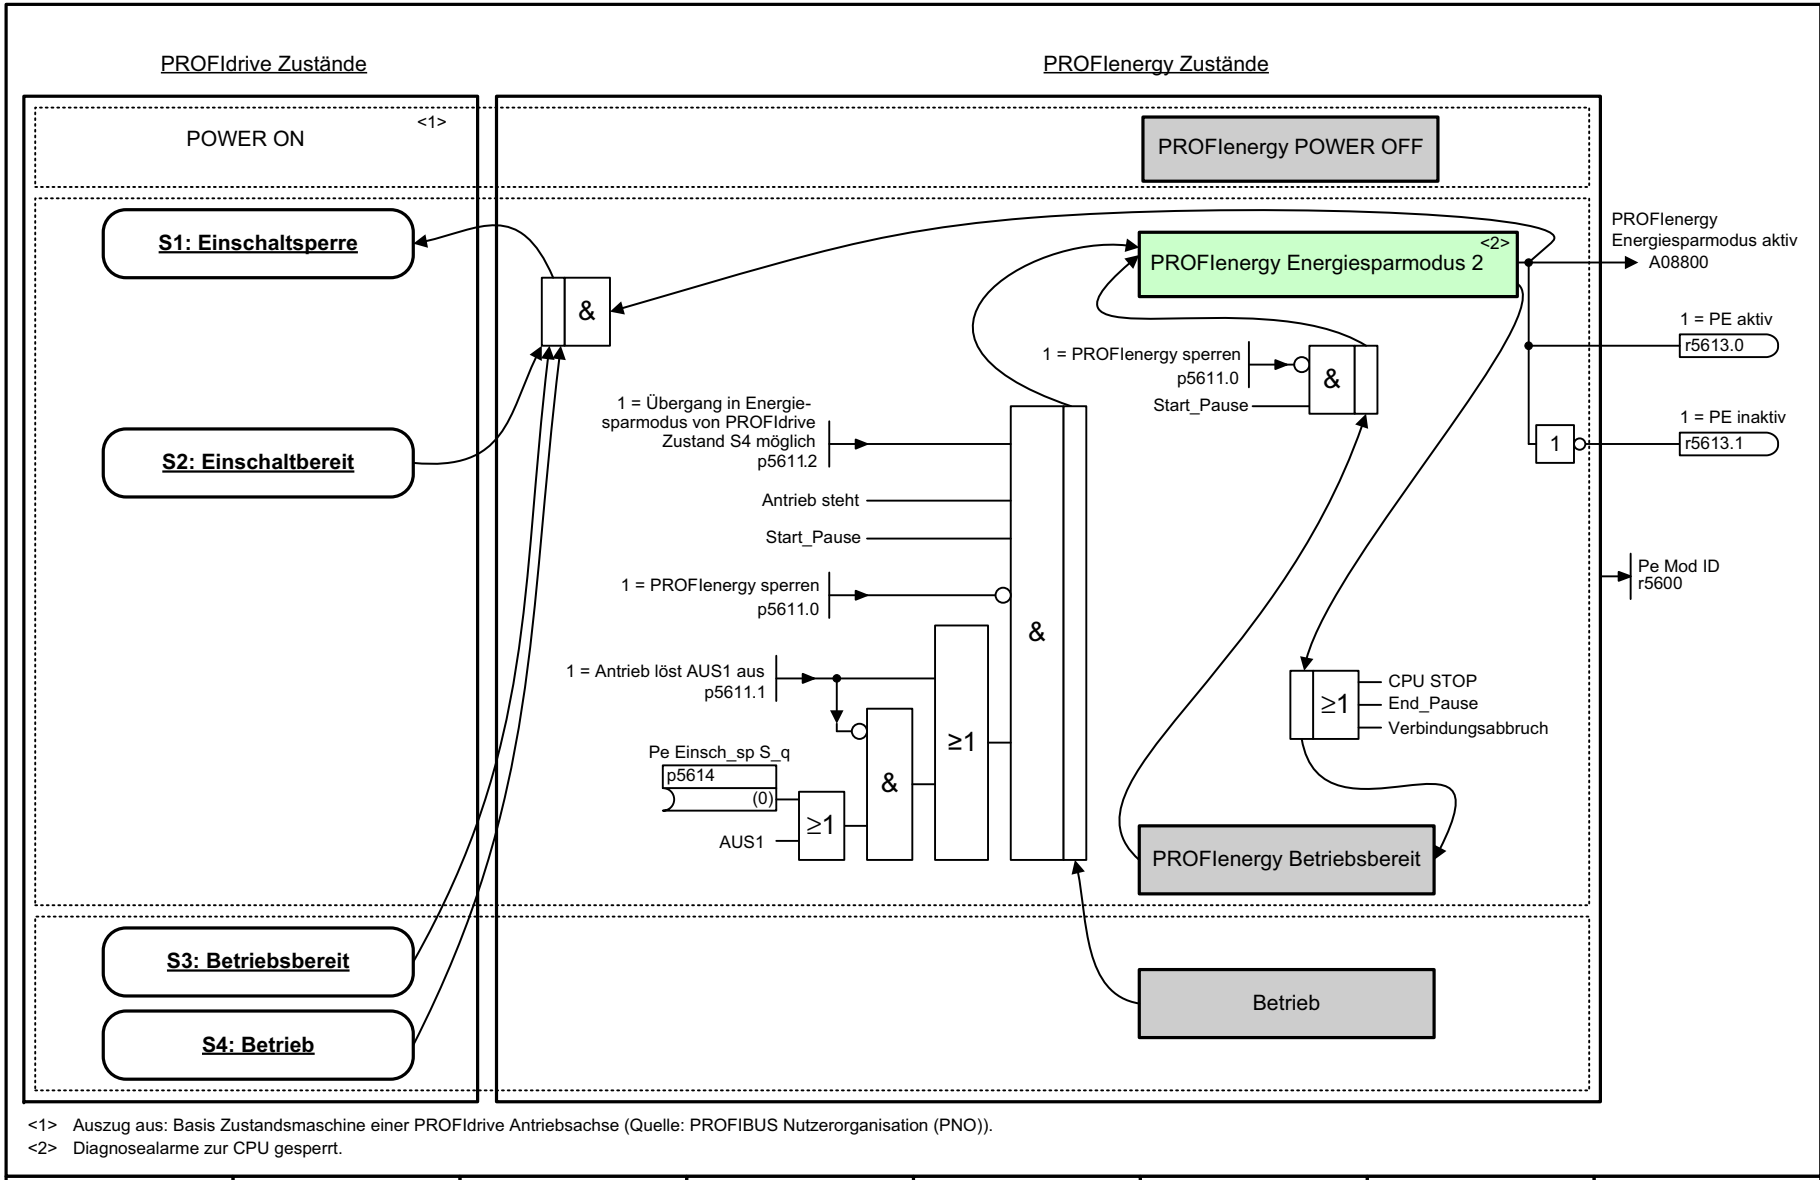 PROFIdrive Zustände
PROFIenergy Zustände
POWER ON
<1>
PROFIenergy POWER OFF
S1: Einschaltsperre
&
<2>
PROFIenergy Energiesparmodus 2
PROFIenergy
Energiesparmodus aktiv
A08800
1 = PE aktiv
r5613.0
1 = PE inaktiv
r5613.1
1
1 = PROFIenergy sperren
p5611.0
Start_Pause
&
S2: Einschaltbereit
1 = Übergang in Energie-
sparmodus von PROFIdrive
Zustand S4 möglich
p5611.2
Antrieb steht
Start_Pause
1 = PROFIenergy sperren
p5611.0
&
Pe Mod ID
r5600
1 = Antrieb löst AUS1 aus
p5611.1
≥1
&
Pe Einsch_sp S_q
p5614
(0)
≥1
AUS1
≥1
CPU STOP
End_Pause
Verbindungsabbruch
PROFIenergy Betriebsbereit
S3: Betriebsbereit
S4: Betrieb
Betrieb
<1> Auszug aus: Basis Zustandsmaschine einer PROFIdrive Antriebsachse (Quelle: PROFIBUS Nutzerorganisation (PNO)).
<2> Diagnosealarme zur CPU gesperrt.